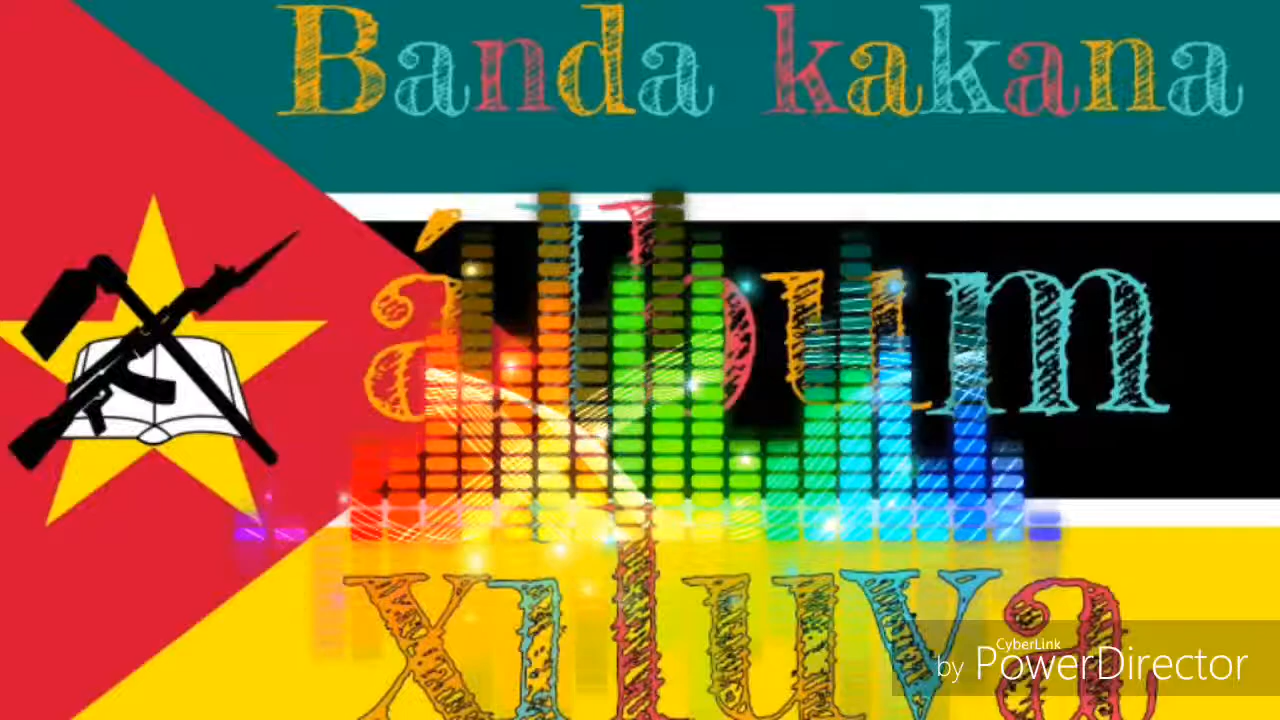 Banda kakana
álbum
xiluva
CyberLink
by PowerDirector